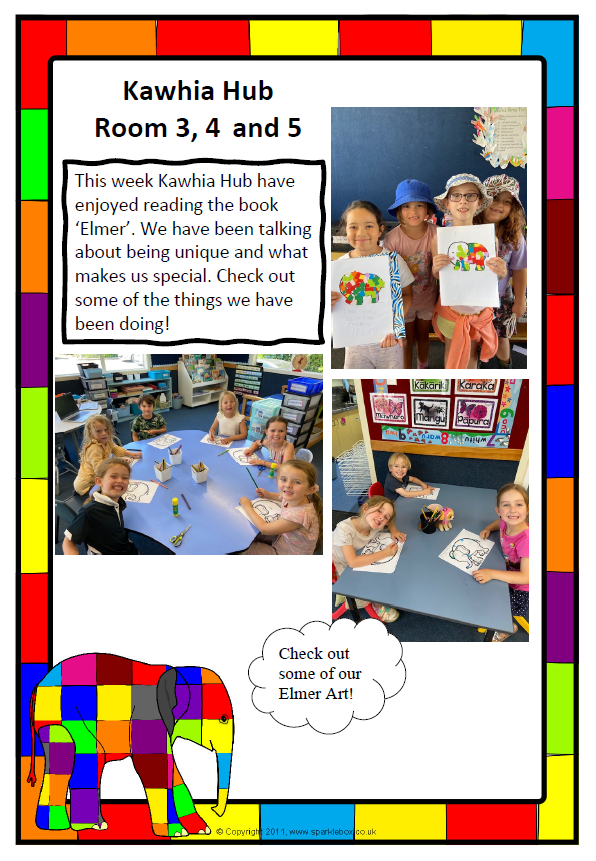 Kawhia Hub
Room 3, 4 and 5
This week Kawhia Hub have
enjoyed reading the book
‘Elmer’. We have been talking
about being unique and what
makes us special. Check out
some of the things we have
been doing!
Kākāriki
Karaka
Māwhero
Mangu
Papura
Check out
some of our
Elmer Art!
© Copyright 2011, www.sparklebox.co.uk